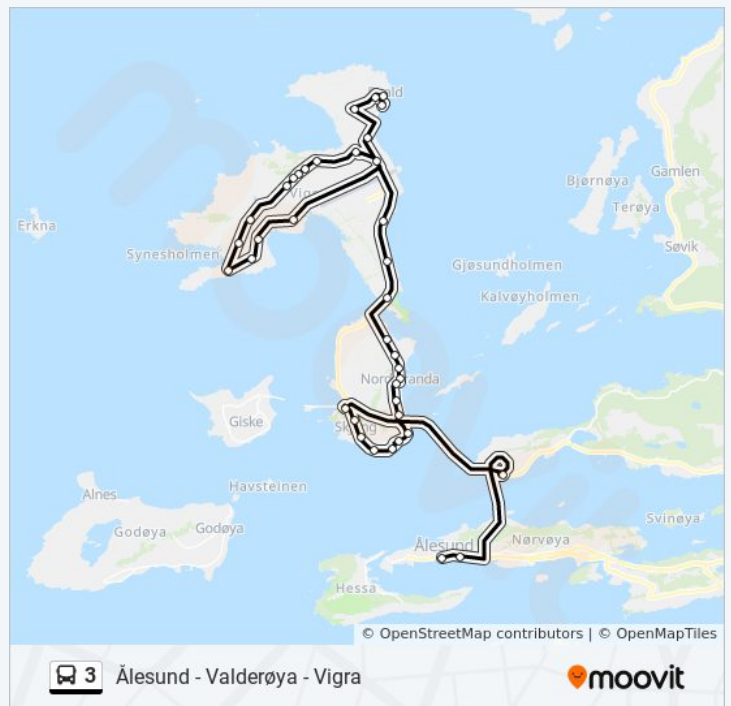 Gamlen
Bjørnøya
Terøya
Erkna
Søvik
Synesholmen
Gjøsundholmen
Kalvøyholmen
Giske
Alnes
Havsteinen
Godøya
Godøya
Svinøya
Ålesund
Nørvøya
Hessa
© OpenStreetMap contributors | © OpenMapTiles
3 Ålesund - Valderøya - Vigra
moovit